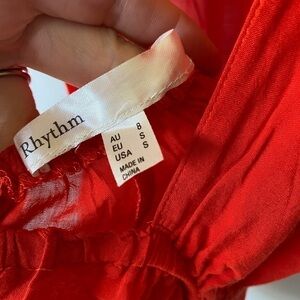 Rhythm
AU 8
EU S
USA S
MADE IN
CHINA